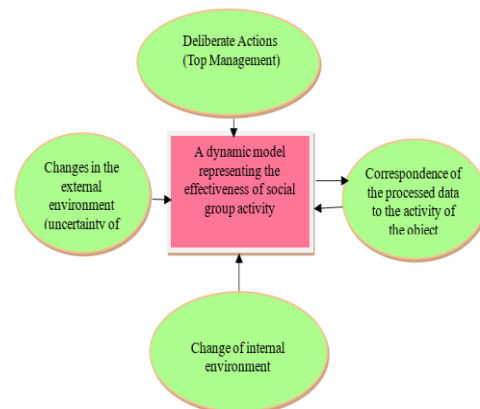 Deliberate Actions
(Top Management)
A dynamic model
representing the
effectiveness of social
group activity
Changes in the
external
environment
(uncertainty of
Correspondence of
the processed data
to the activity of
the object
Change of internal
environment